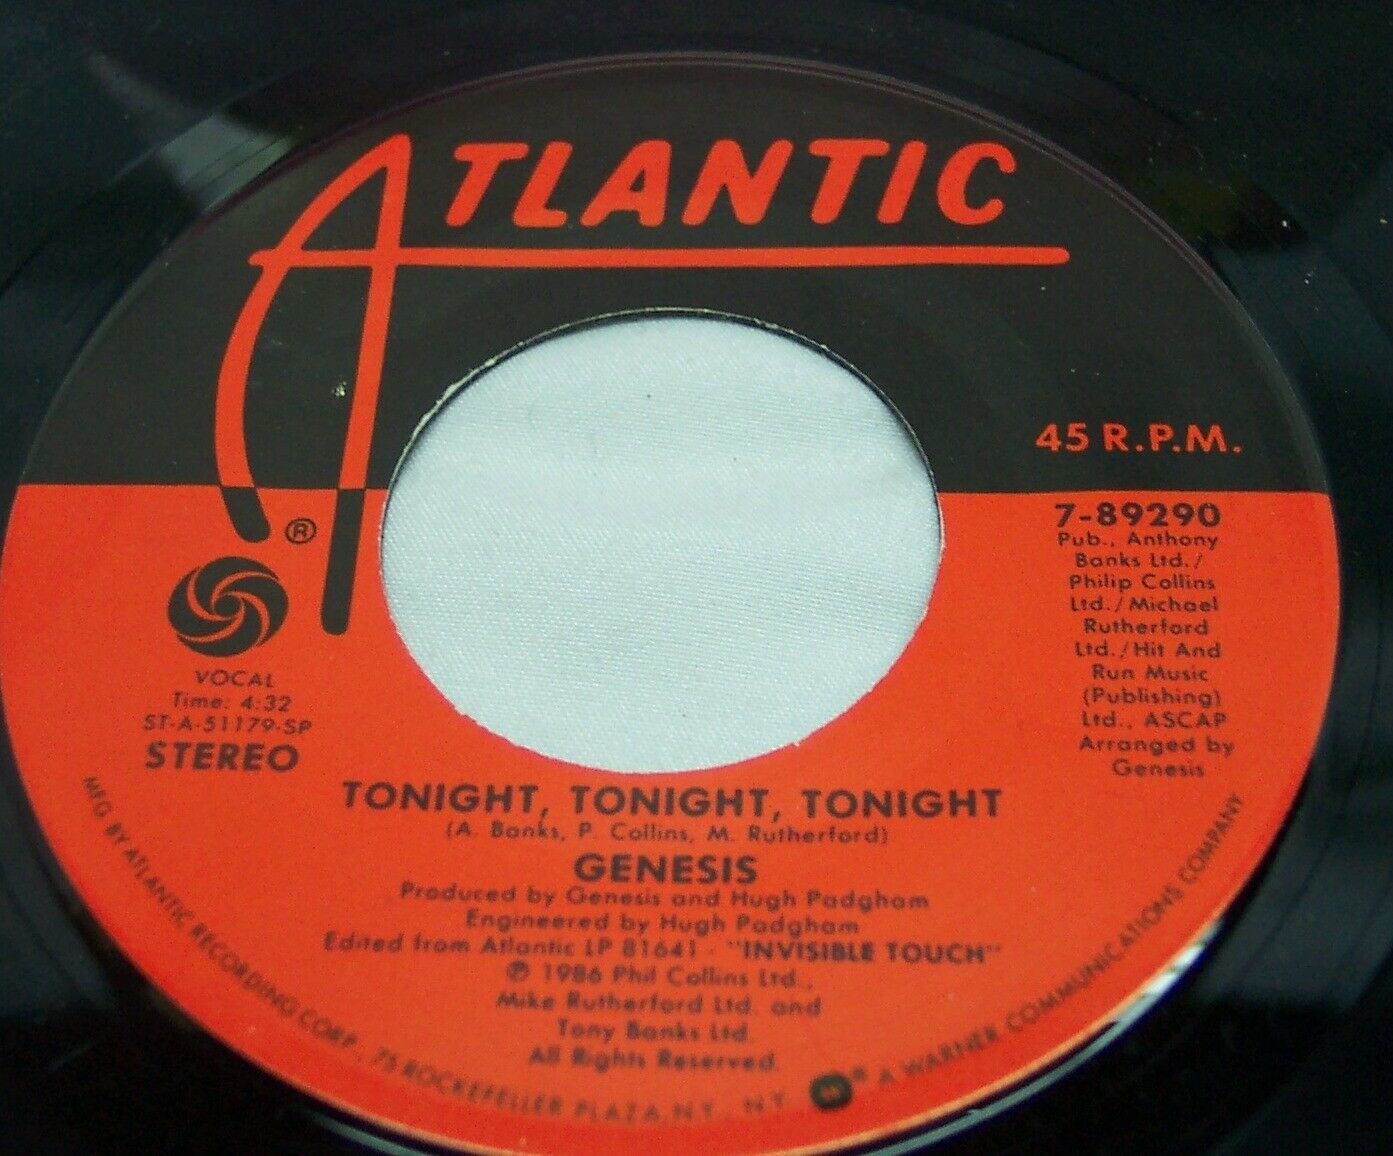 ATLANTIC
®
45 R.P.M.
7-89290
Pub., Anthony
Banks Ltd./
Philip Collins
Ltd./Michael
Rutherford
Ltd./Hit And
Run Music
(Publishing)
Ltd., ASCAP
Arranged by
Genesis
VOCAL
Time: 4:32
ST-A-51179-SP
STEREO
TONIGHT, TONIGHT, TONIGHT
(A. Banks, P. Collins, M. Rutherford)
GENESIS
Produced by Genesis and Hugh Padgham
Engineered by Hugh Padgham
Edited from Atlantic LP 81641 - "INVISIBLE TOUCH"
℗ 1986 Phil Collins Ltd.,
Mike Rutherford Ltd. and
Tony Banks Ltd.
All Rights Reserved.
MFG BY ATLANTIC RECORDING CORP., 75 ROCKEFELLER PLAZA, N.Y., N.Y. ® A WARNER COMMUNICATIONS COMPANY